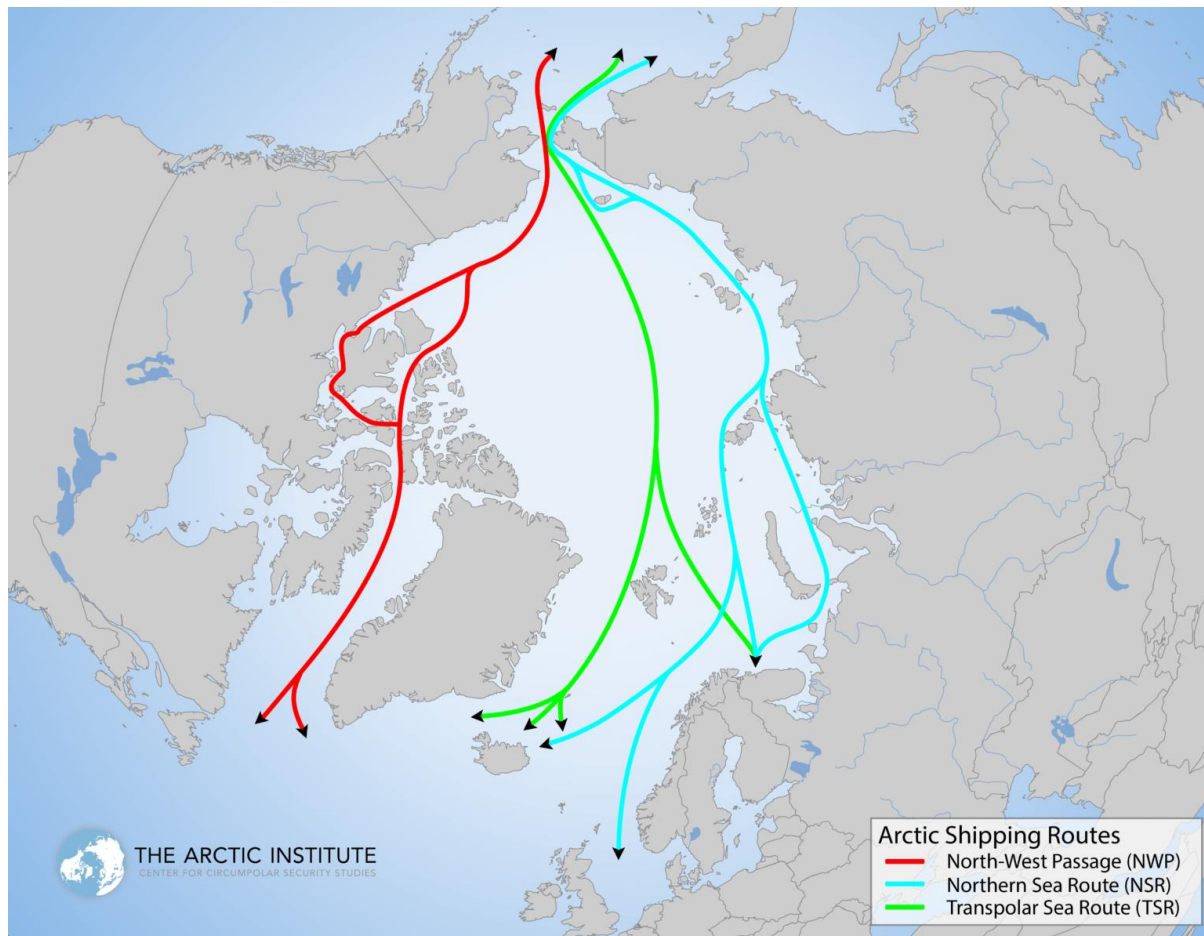 THE ARCTIC INSTITUTE
CENTER FOR CIRCUMPOLAR SECURITY STUDIES
Arctic Shipping Routes
North-West Passage (NWP)
Northern Sea Route (NSR)
Transpolar Sea Route (TSR)